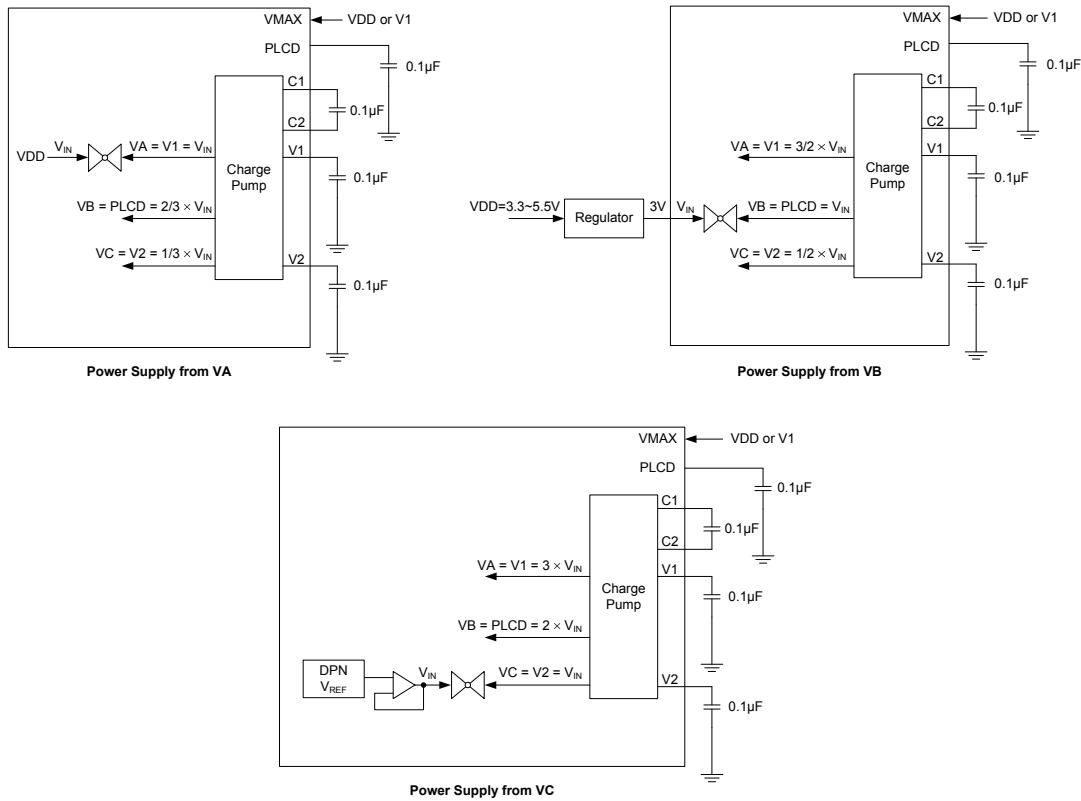 VMAX
VDD or V1
PLCD
0.1µF
C1
0.1µF
C2
VDD
VIN
VA = V1 = VIN
V1
Charge
Pump
0.1µF
VB = PLCD = 2/3 × VIN
VC = V2 = 1/3 × VIN
V2
0.1µF
Power Supply from VA
VMAX
VDD or V1
PLCD
0.1µF
C1
0.1µF
C2
VA = V1 = 3/2 × VIN
V1
Charge
Pump
0.1µF
VDD=3.3~5.5V
Regulator
3V
VIN
VB = PLCD = VIN
VC = V2 = 1/2 × VIN
V2
0.1µF
Power Supply from VB
VMAX
VDD or V1
PLCD
0.1µF
C1
0.1µF
C2
VA = V1 = 3 × VIN
V1
Charge
Pump
0.1µF
VB = PLCD = 2 × VIN
DPN
VREF
VIN
VC = V2 = VIN
V2
0.1µF
Power Supply from VC